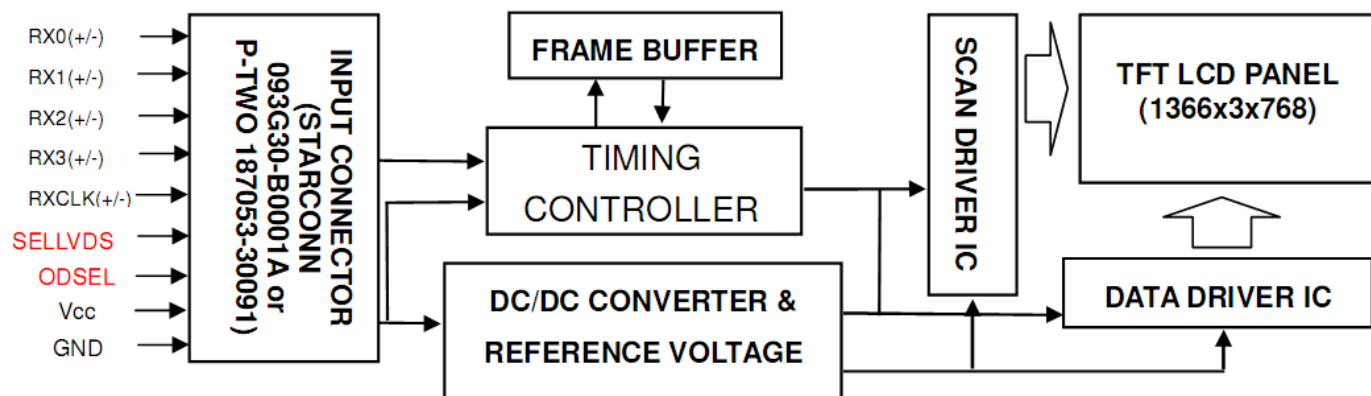 RX0(+/-)
RX1(+/-)
RX2(+/-)
RX3(+/-)
RXCLK(+/-)
SELLVDS
ODSEL
Vcc
GND
INPUT CONNECTOR
(STARCONN
093G30-B0001A or
P-TWO 187053-30091)
FRAME BUFFER
TIMING
CONTROLLER
DC/DC CONVERTER &
REFERENCE VOLTAGE
SCAN DRIVER IC
TFT LCD PANEL
(1366x3x768)
DATA DRIVER IC